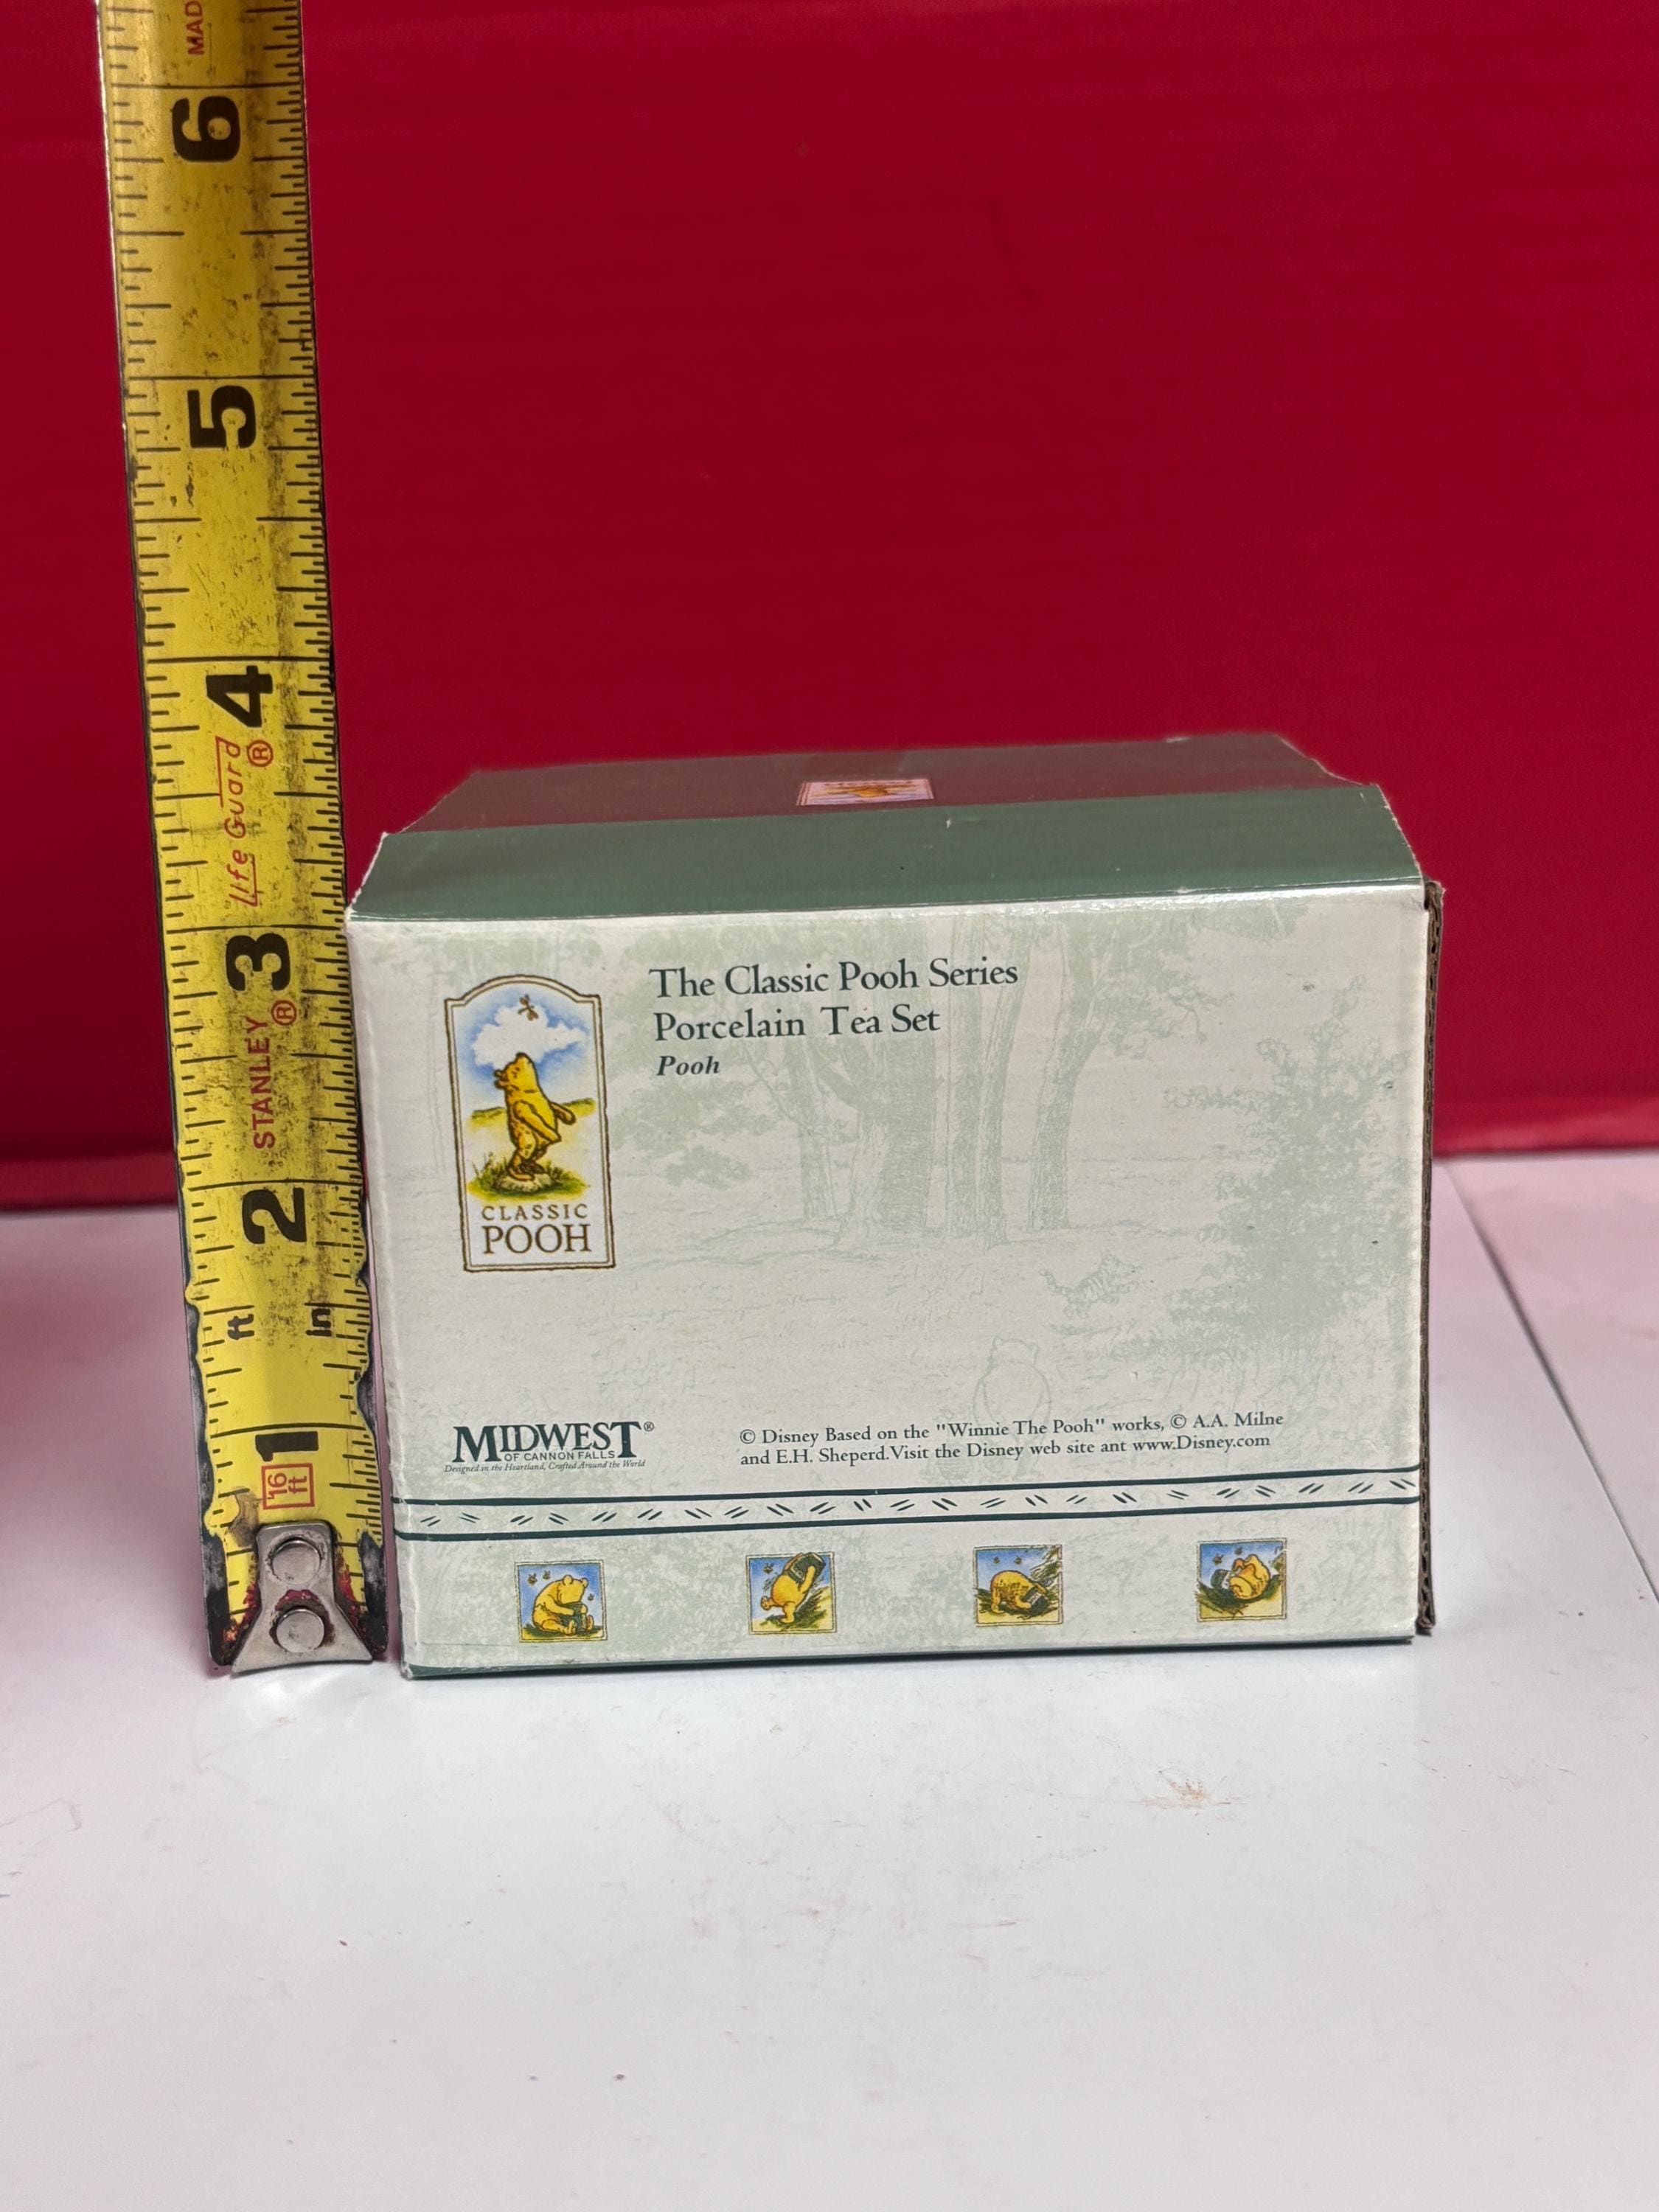 MAD
6
5
4
Life Guard®
3
STANLEY®
2
ft in
1
16 ft
The Classic Pooh Series
Porcelain Tea Set
Pooh
CLASSIC
POOH
MIDWEST®
OF CANNON FALLS
Designed in the Heartland, Crafted Around the World
© Disney Based on the "Winnie The Pooh" works, © A.A. Milne
and E.H. Sheperd.Visit the Disney web site ant www.Disney.com